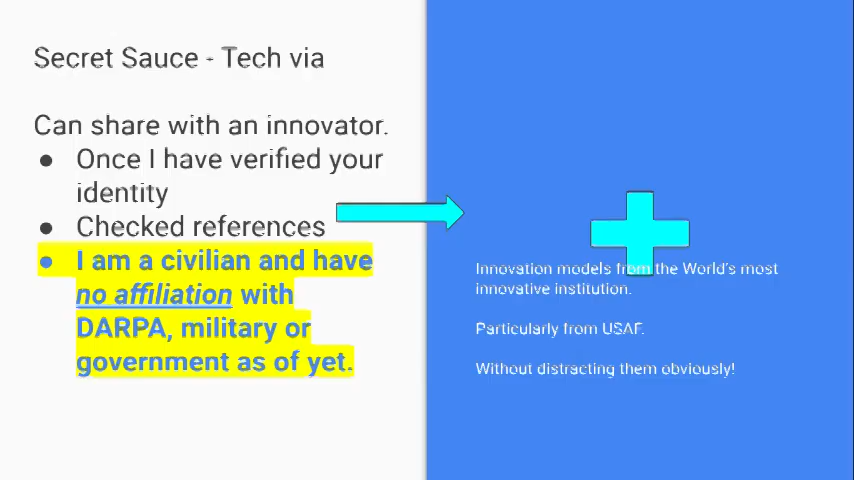 Secret Sauce - Tech via
Can share with an innovator.
● Once I have verified your
identity
● Checked references
● I am a civilian and have
no affiliation with
DARPA, military or
government as of yet.
Innovation models from the World's most
innovative institution.
Particularly from USAF.
Without distracting them obviously!